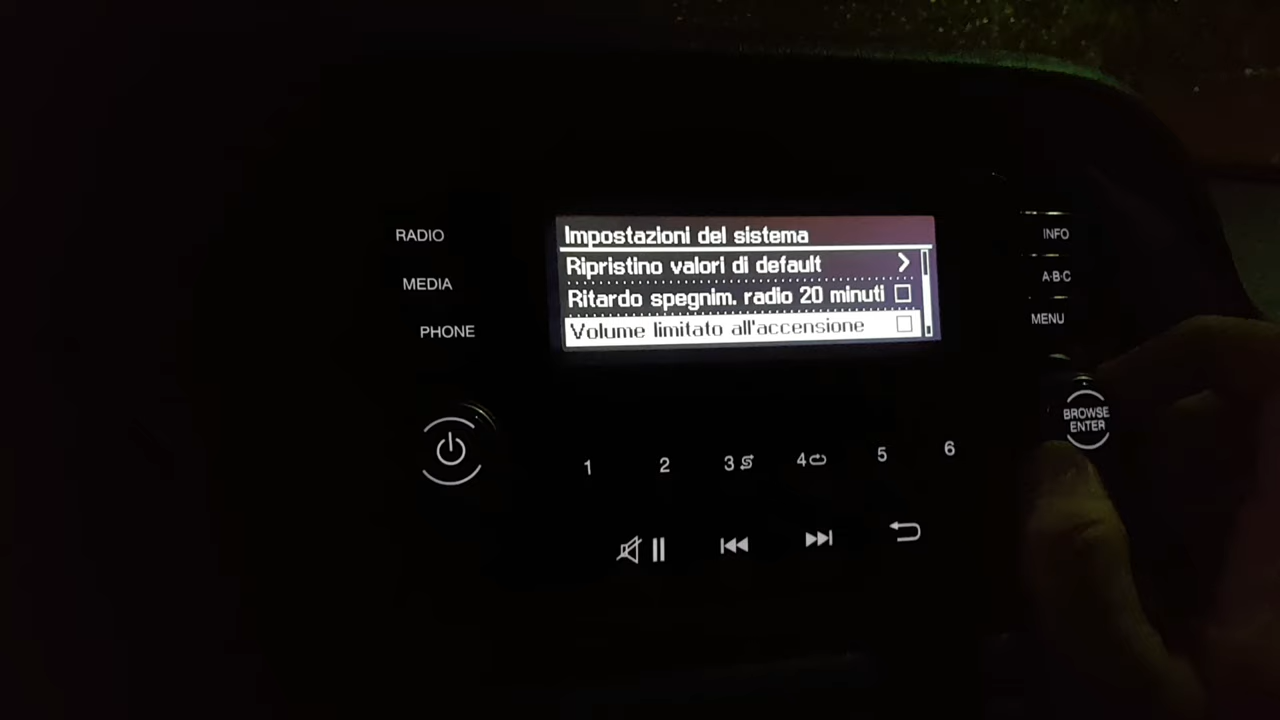 RADIO
MEDIA
PHONE
Impostazioni del sistema
Ripristino valori di default
Ritardo spegnim. radio 20 minuti
Volume limitato all'accensione
INFO
A·B·C
MENU
BROWSE
ENTER
1
2
3
4
5
6